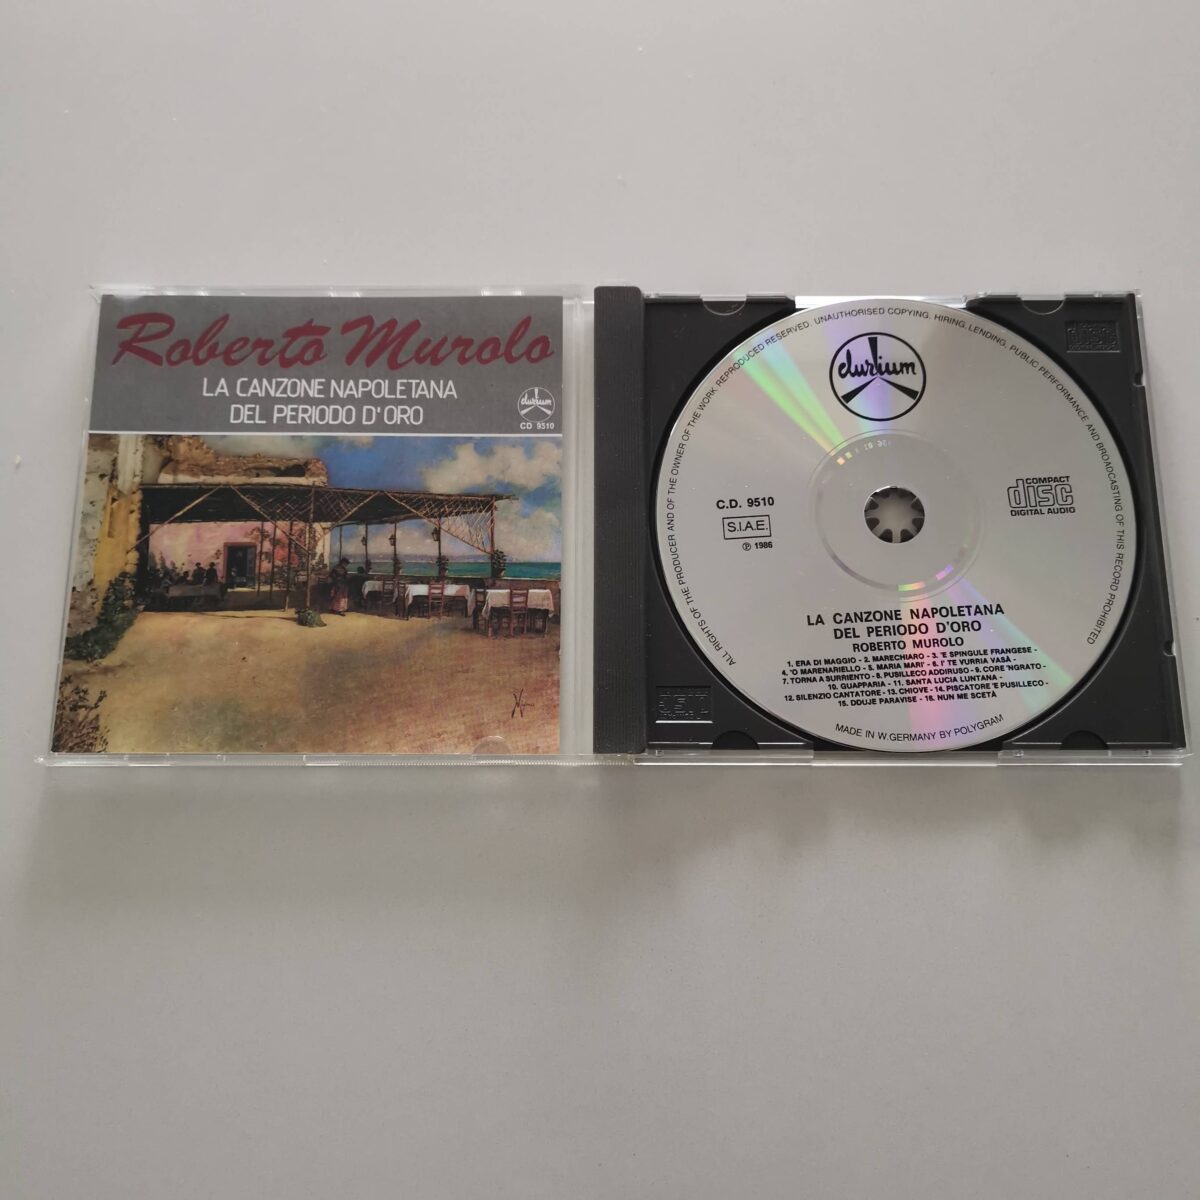 Roberto Murolo
LA CANZONE NAPOLETANA
DEL PERIODO D'ORO
durium
CD 9510
ALL RIGHTS OF THE PRODUCER AND OF THE OWNER OF THE WORK REPRODUCED RESERVED. UNAUTHORISED COPYING. HIRING. LENDING. PUBLIC PERFORMANCE AND BROADCASTING OF THIS RECORD PROHIBITED
durium
C.D. 9510
S.I.A.E.
℗ 1986
COMPACT
disc
DIGITAL AUDIO
LA CANZONE NAPOLETANA
DEL PERIODO D'ORO
ROBERTO MUROLO
1. ERA DI MAGGIO - 2. MARECHIARO - 3. 'E SPINGULE FRANGESE -
4. 'O MARENARIELLO - 5. MARIA MARI' - 6. I' TE VURRIA VASÀ -
7. TORNA A SURRIENTO - 8. PUSILLECO ADDIRUSO - 9. CORE 'NGRATO -
10. GUAPPARIA - 11. SANTA LUCIA LUNTANA -
12. SILENZIO CANTATORE - 13. CHIOVE - 14. PISCATORE 'E PUSILLECO -
15. DDUJE PARAVISE - 16. NUN ME SCETÀ
MADE IN W.GERMANY BY POLYGRAM